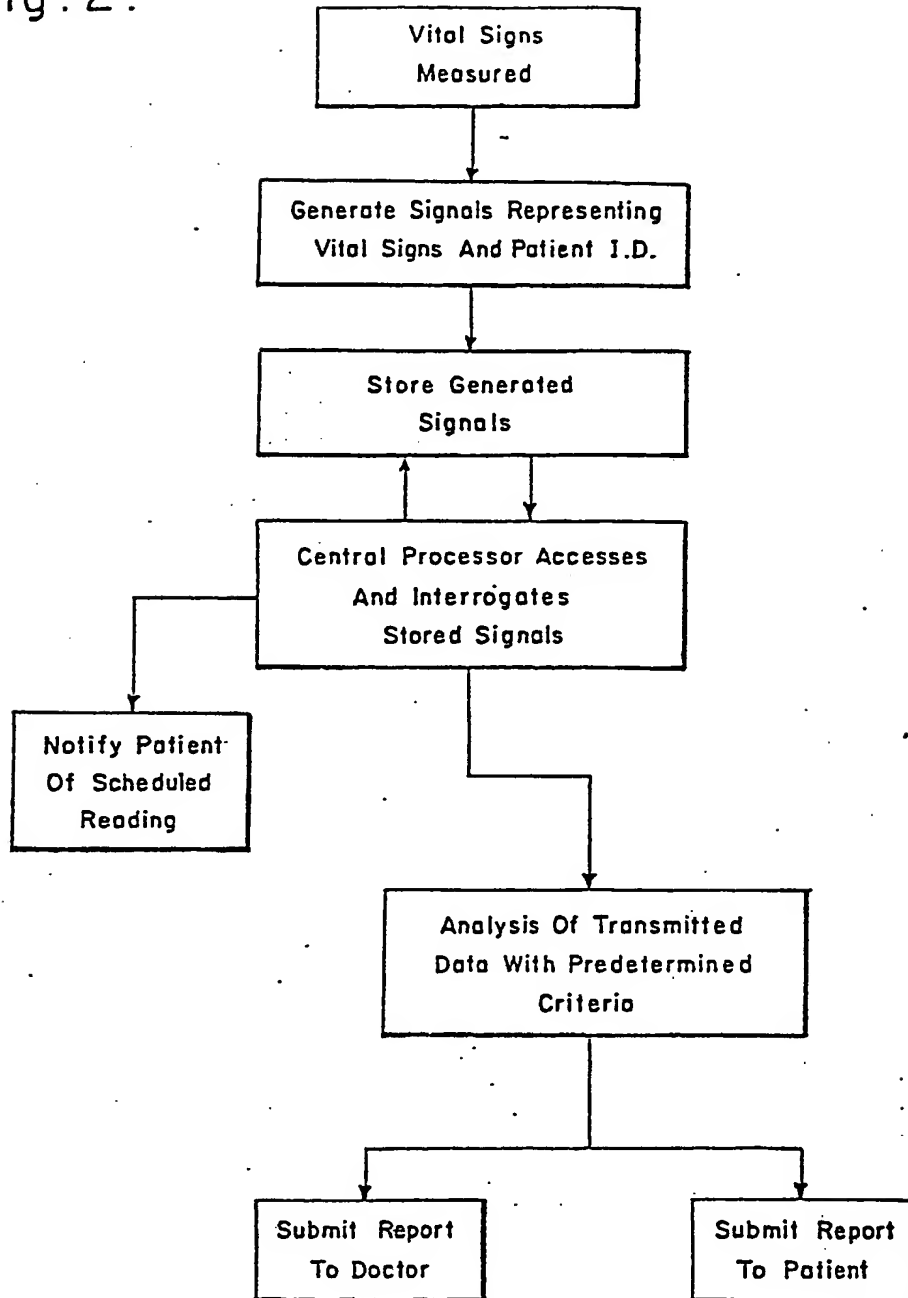 ig. 2.
Vital Signs
Measured
Generate Signals Representing
Vital Signs And Patient I.D.
Store Generated
Signals
Central Processor Accesses
And Interrogates
Stored Signals
Notify Patient
Of Scheduled
Reading
Analysis Of Transmitted
Data With Predetermined
Criteria
Submit Report
To Doctor
Submit Report
To Patient